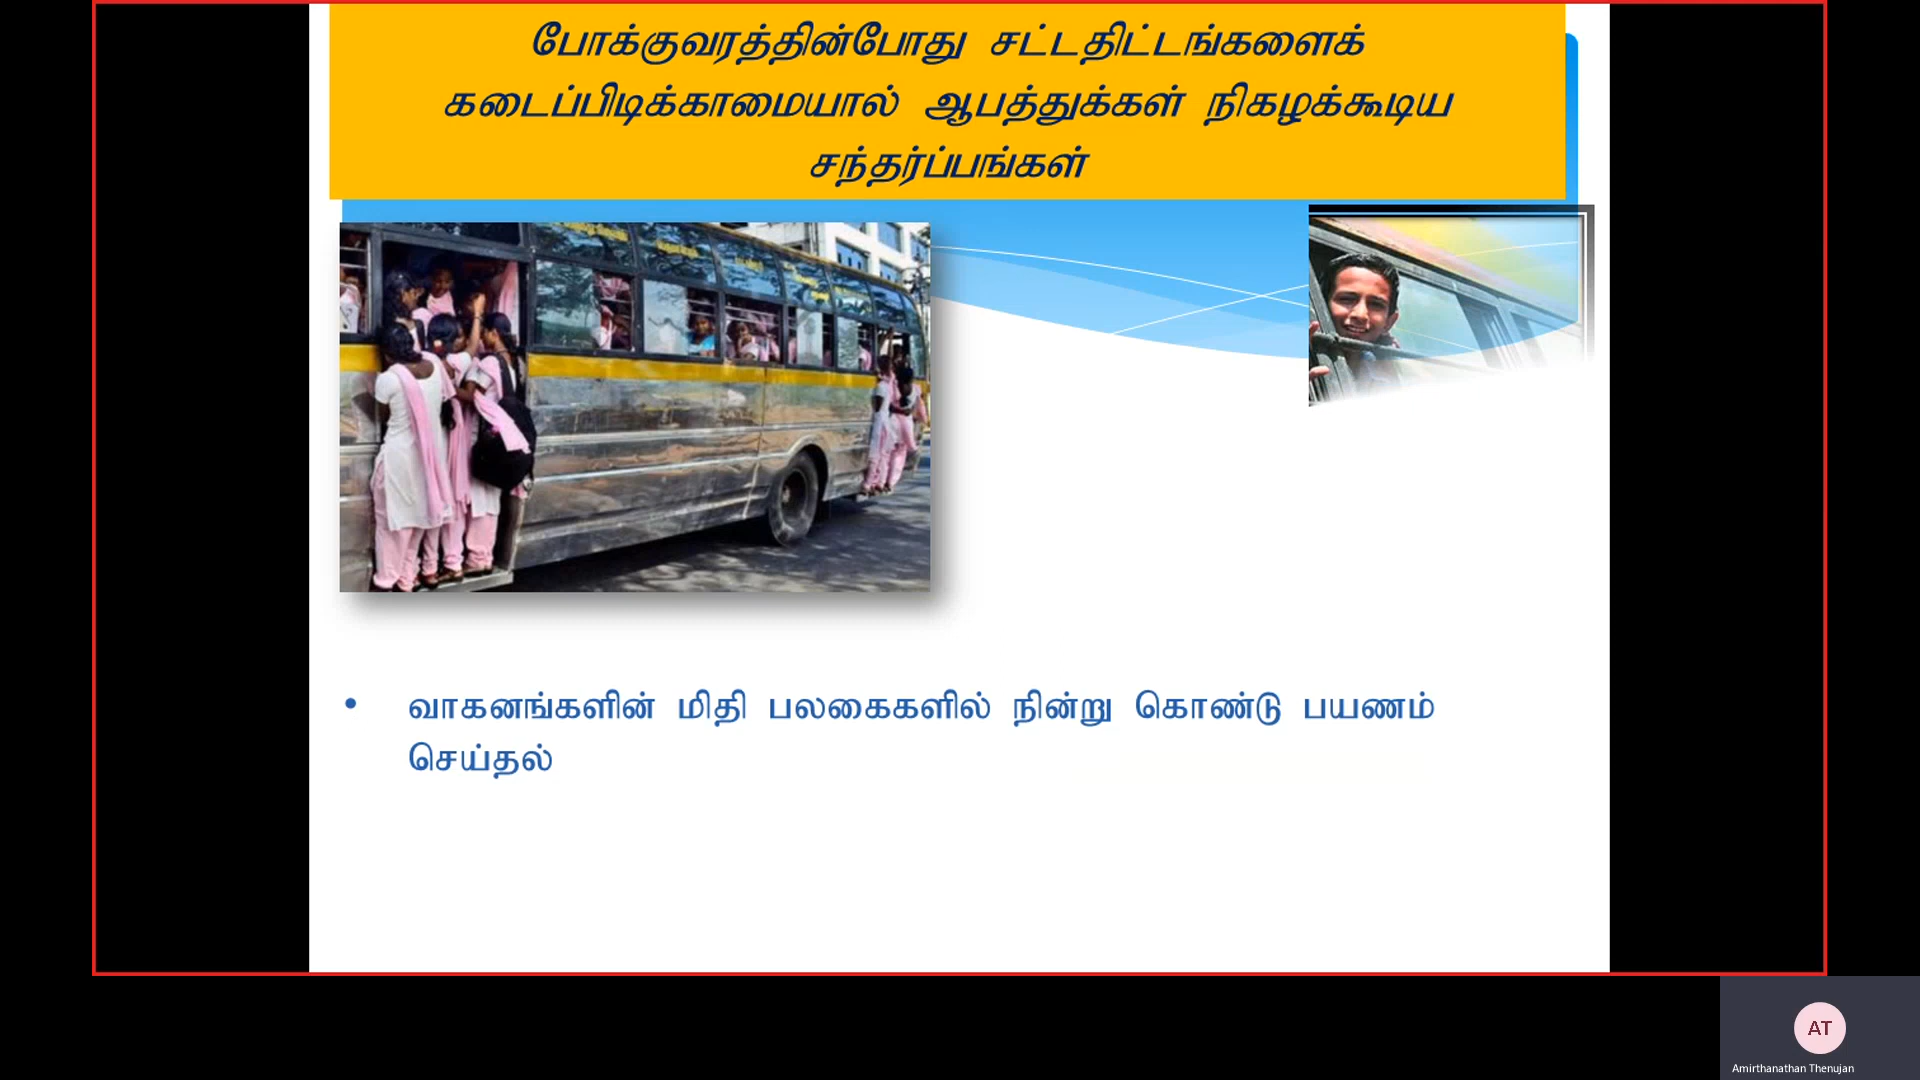 போக்குவரத்தின்போது சட்டதிட்டங்களைக்
கடைப்பிடிக்காமையால் ஆபத்துக்கள் நிகழக்கூடிய
சந்தர்ப்பங்கள்
• வாகனங்களின் மிதி பலகைகளில் நின்று கொண்டு பயணம்
செய்தல்
AT
Amirthanathan Thenujan